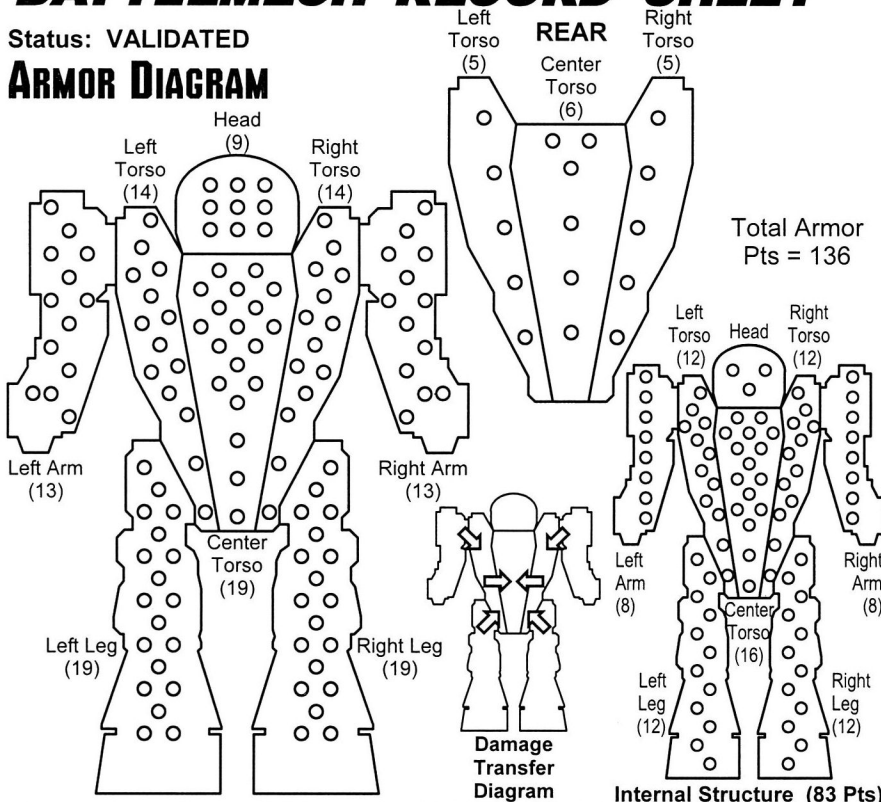 BATTLEMECH RECORD SHEET
Status: VALIDATED
ARMOR DIAGRAM
Head
(9)
Left
Torso
(14)
Right
Torso
(14)
Left Arm
(13)
Right Arm
(13)
Center
Torso
(19)
Left Leg
(19)
Right Leg
(19)
Left
Torso
(5)
REAR
Center
Torso
(6)
Right
Torso
(5)
Total Armor
Pts = 136
Left
Torso
(12)
Head
Right
Torso
(12)
Left
Arm
(8)
Right
Arm
(8)
Center
Torso
(16)
Left
Leg
(12)
Right
Leg
(12)
Damage
Transfer
Diagram
Internal Structure (83 Pts)